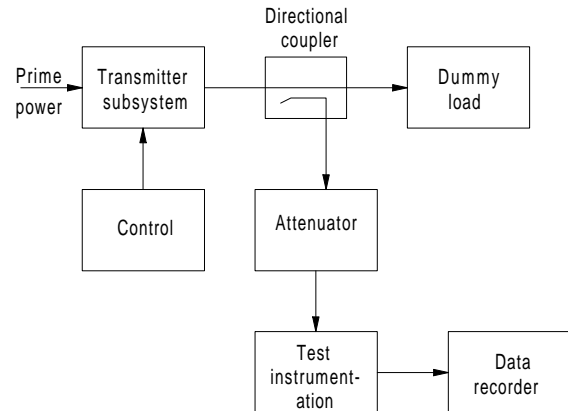 Directional
coupler
Prime
power
Transmitter
subsystem
Dummy
load
Control
Attenuator
Test
instrument-
ation
Data
recorder